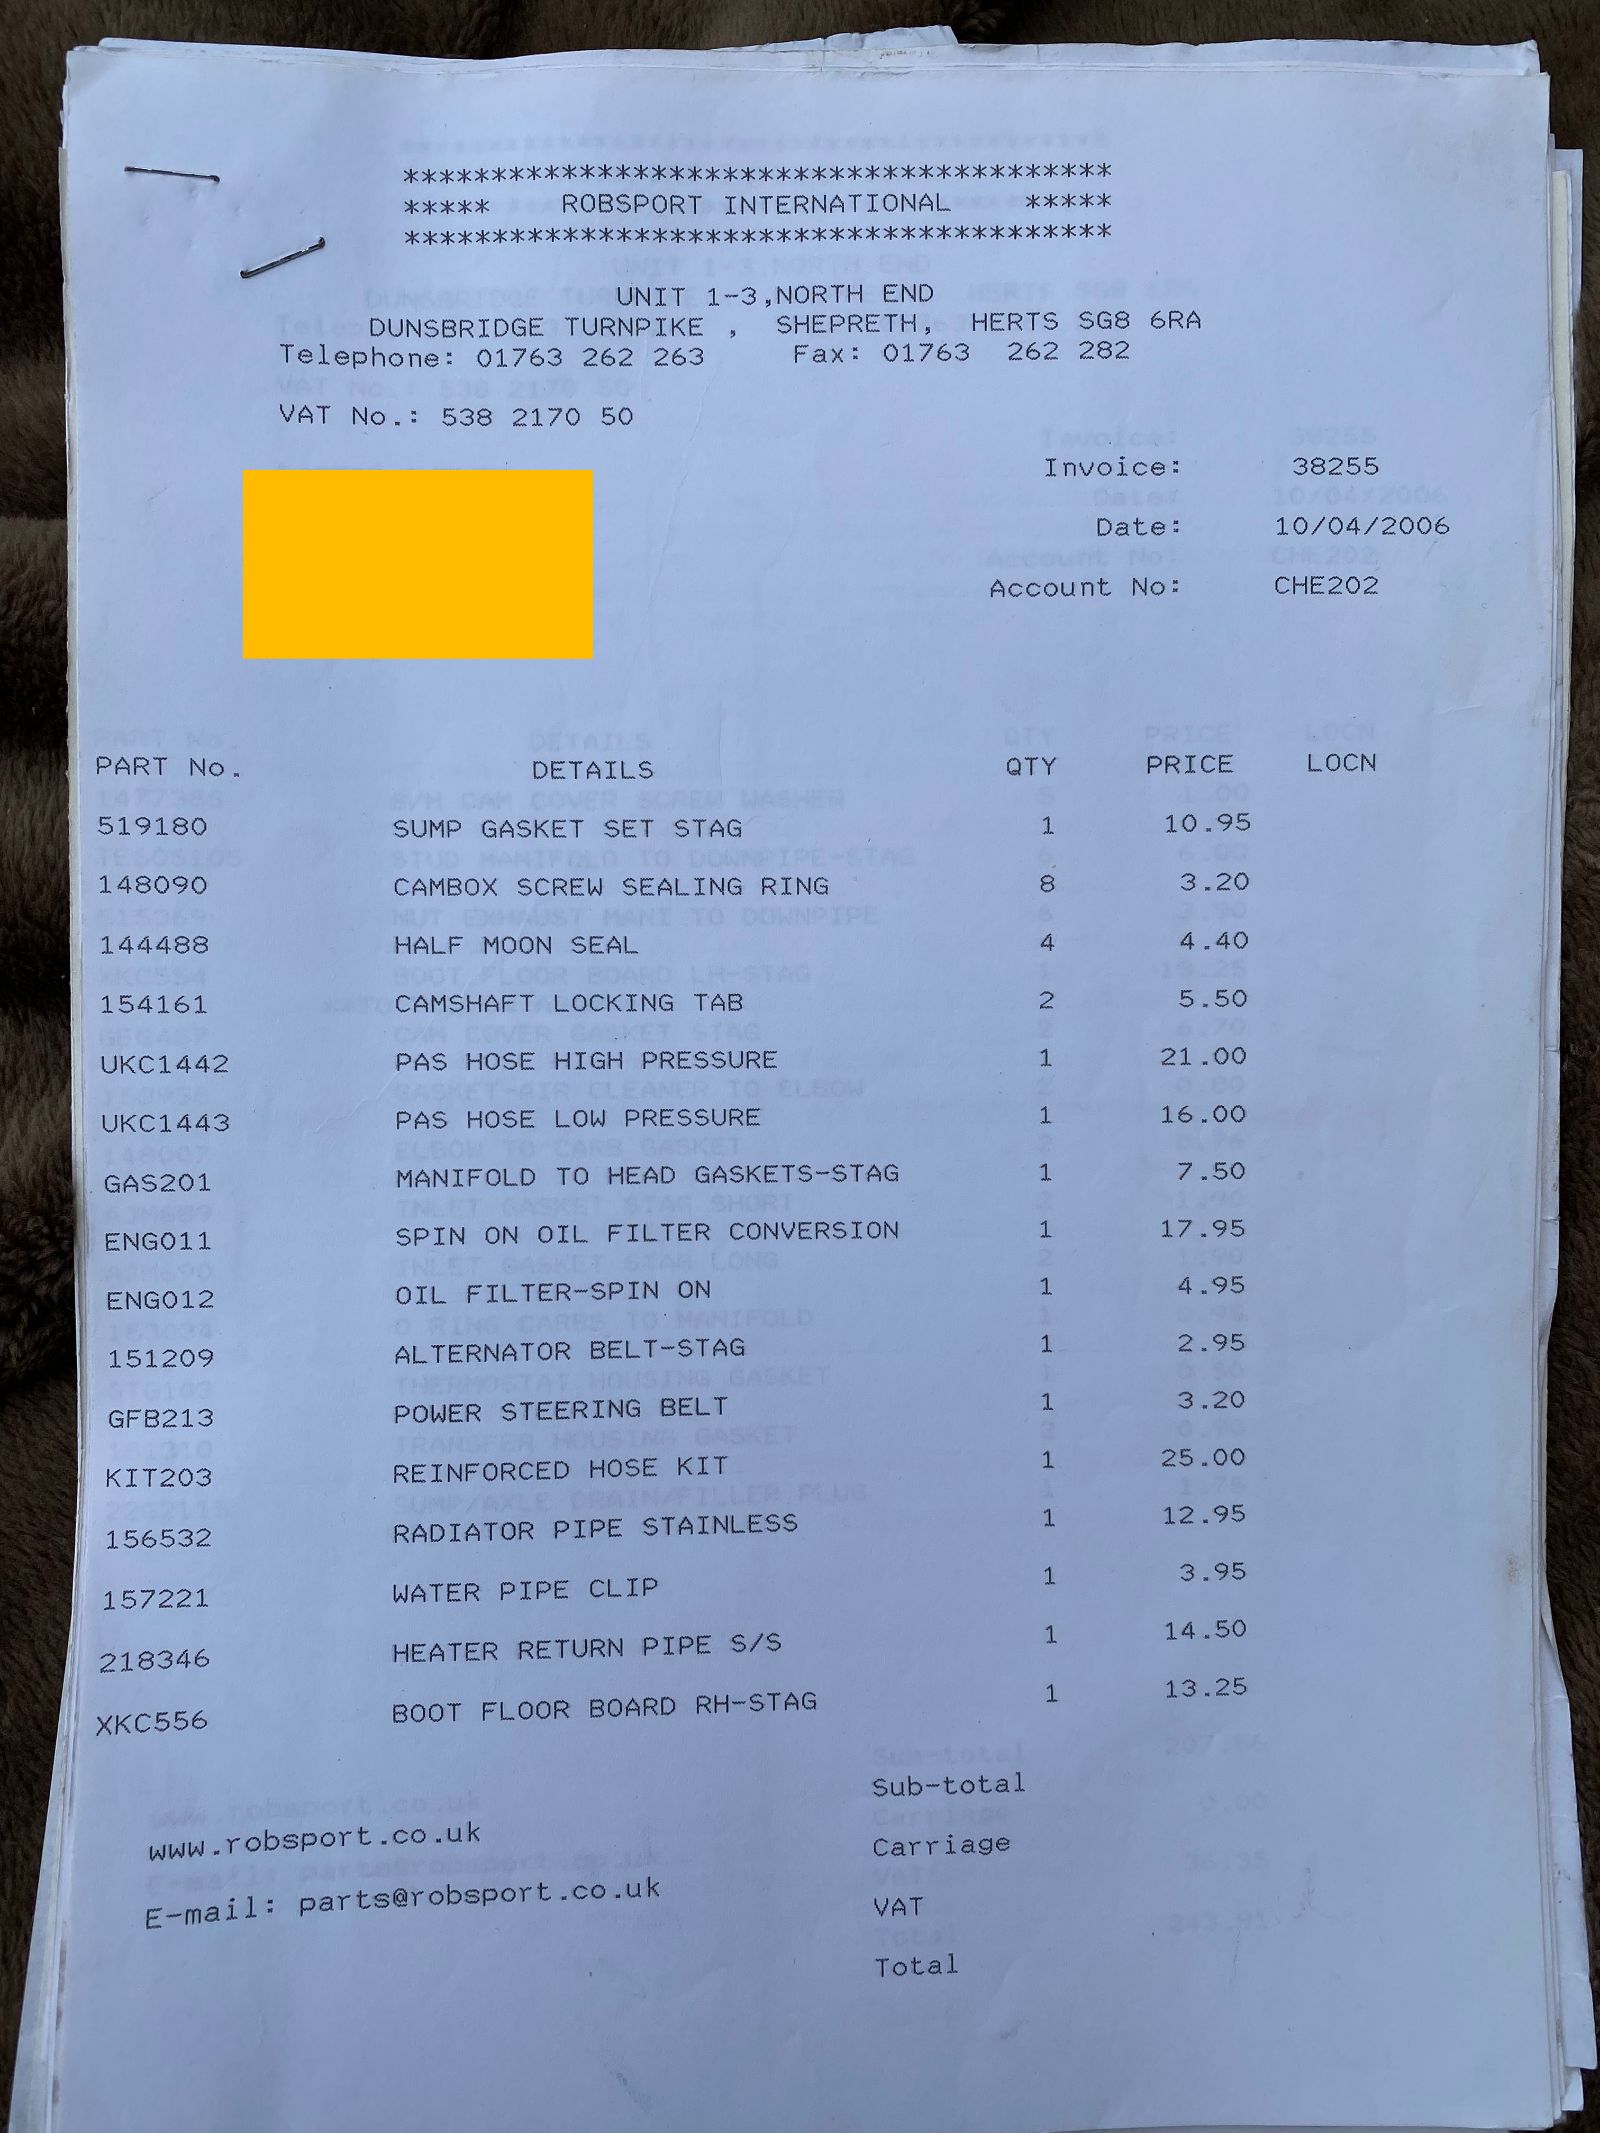 ****************************************
***** ROBSPORT INTERNATIONAL *****
****************************************
UNIT 1-3,NORTH END
DUNSBRIDGE TURNPIKE , SHEPRETH, HERTS SG8 6RA
Telephone: 01763 262 263 Fax: 01763 262 282
VAT No.: 538 2170 50
Invoice: 38255
Date: 10/04/2006
Account No: CHE202
PART No. DETAILS QTY PRICE LOCN
519180 SUMP GASKET SET STAG 1 10.95
148090 CAMBOX SCREW SEALING RING 8 3.20
144488 HALF MOON SEAL 4 4.40
154161 CAMSHAFT LOCKING TAB 2 5.50
UKC1442 PAS HOSE HIGH PRESSURE 1 21.00
UKC1443 PAS HOSE LOW PRESSURE 1 16.00
GAS201 MANIFOLD TO HEAD GASKETS-STAG 1 7.50
ENG011 SPIN ON OIL FILTER CONVERSION 1 17.95
ENG012 OIL FILTER-SPIN ON 1 4.95
151209 ALTERNATOR BELT-STAG 1 2.95
GFB213 POWER STEERING BELT 1 3.20
KIT203 REINFORCED HOSE KIT 1 25.00
156532 RADIATOR PIPE STAINLESS 1 12.95
157221 WATER PIPE CLIP 1 3.95
218346 HEATER RETURN PIPE S/S 1 14.50
XKC556 BOOT FLOOR BOARD RH-STAG 1 13.25
Sub-total
www.robsport.co.uk Carriage
E-mail: parts@robsport.co.uk VAT
Total